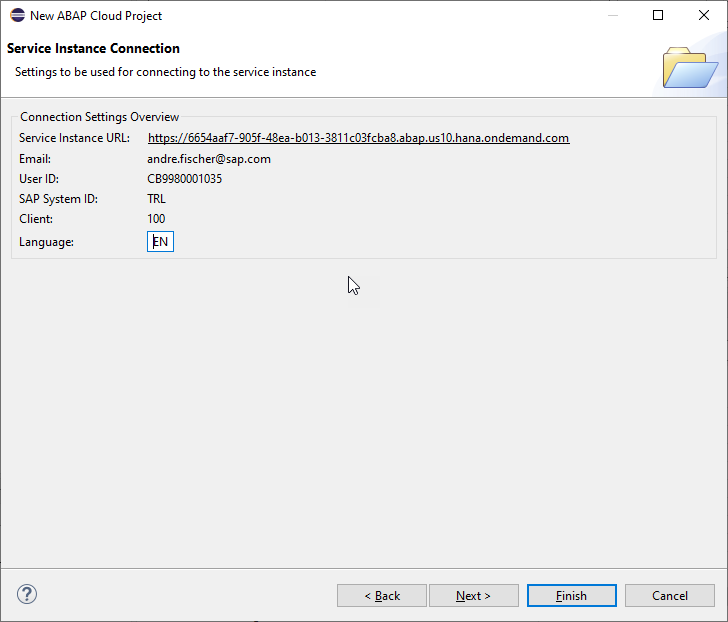 New ABAP Cloud Project
Service Instance Connection
Settings to be used for connecting to the service instance
Connection Settings Overview
Service Instance URL: https://6654aaf7-905f-48ea-b013-3811c03fcba8.abap.us10.hana.ondemand.com
Email: andre.fischer@sap.com
User ID: CB9980001035
SAP System ID: TRL
Client: 100
Language: EN
?
< Back Next > Finish Cancel